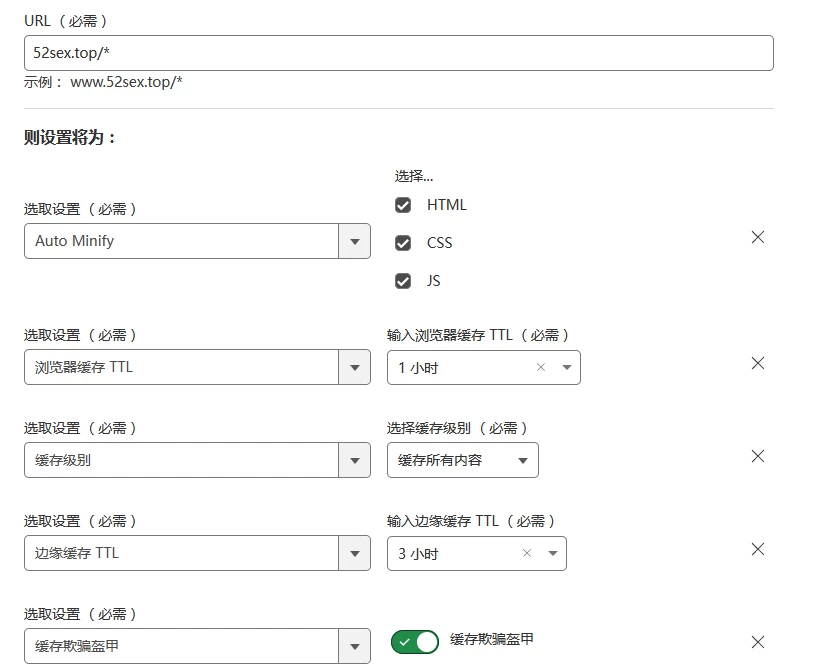 URL（必需）
52sex.top/*
示例： www.52sex.top/*
则设置将为：
选择...
选取设置（必需）
HTML
Auto Minify
CSS
JS
选取设置（必需）
输入浏览器缓存 TTL（必需）
浏览器缓存 TTL
1 小时
选取设置（必需）
选择缓存级别（必需）
缓存级别
缓存所有内容
选取设置（必需）
输入边缘缓存 TTL（必需）
边缘缓存 TTL
3 小时
选取设置（必需）
缓存欺骗盔甲
缓存欺骗盔甲